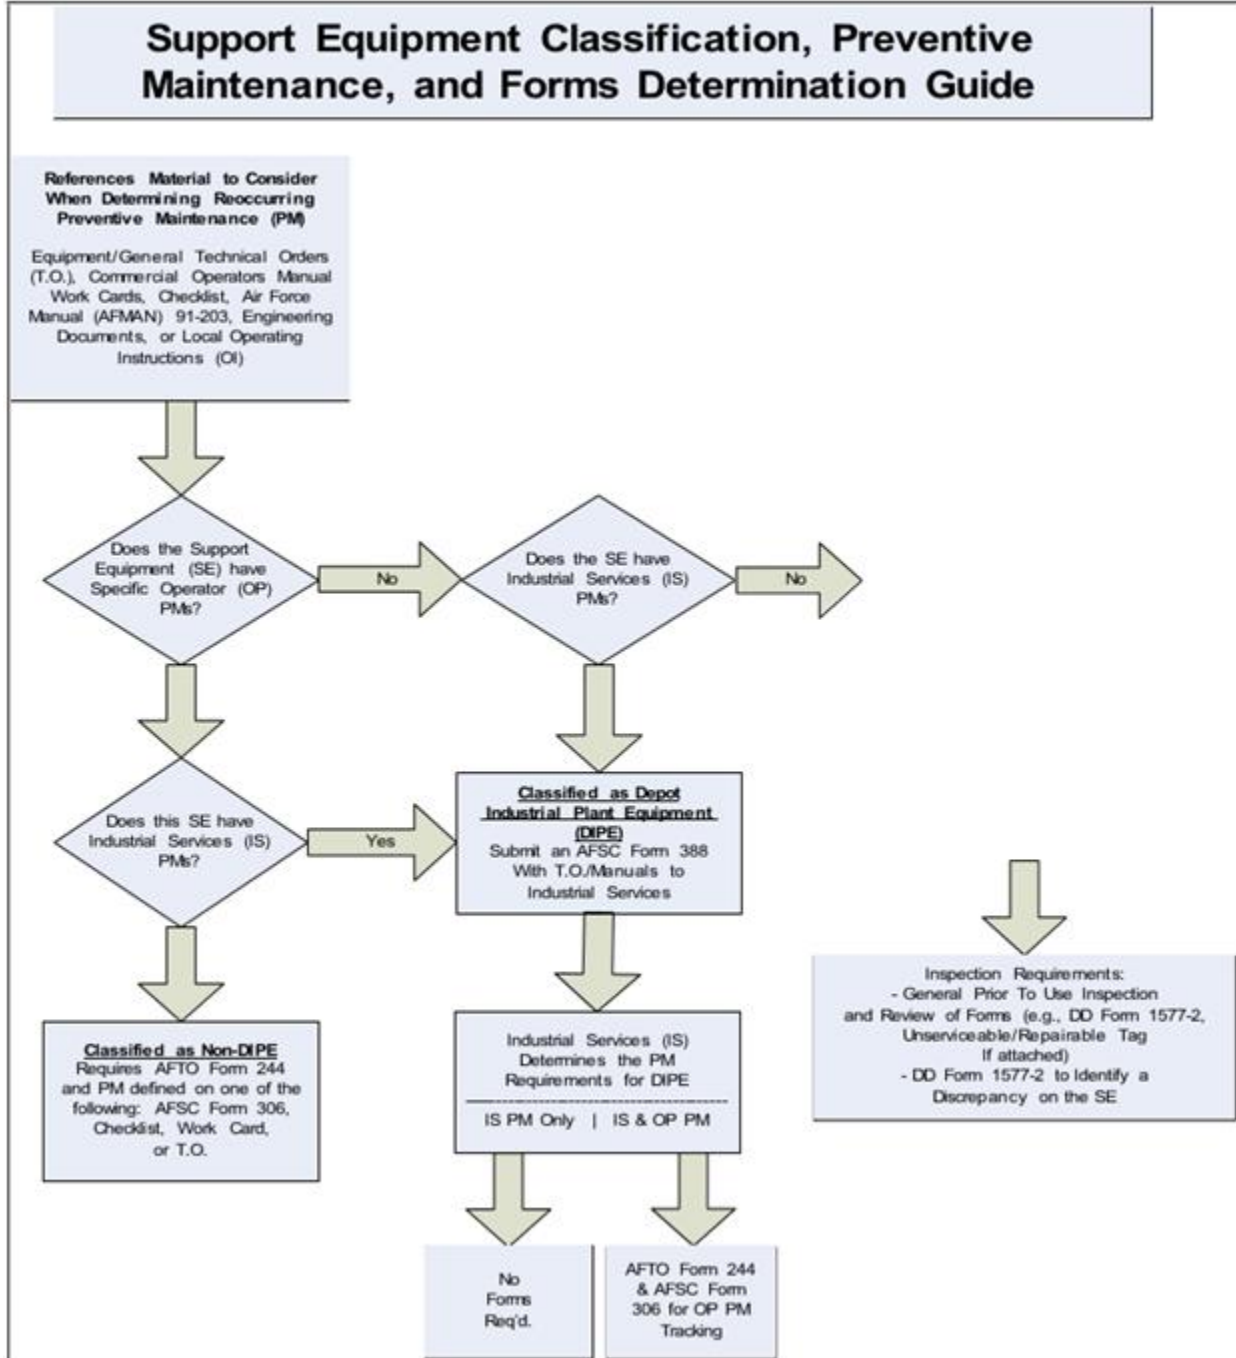 Support Equipment Classification, Preventive
Maintenance, and Forms Determination Guide
References Material to Consider
When Determining Reoccurring
Preventive Maintenance (PM)
Equipment/General Technical Orders
(T.O.), Commercial Operators Manual
Work Cards, Checklist, Air Force
Manual (AFMAN) 91-203, Engineering
Documents, or Local Operating
Instructions (OI)
Does the Support
Equipment (SE) have
Specific Operator (OP)
PMs?
No
Does the SE have
Industrial Services (IS)
PMs?
No
Does this SE have
Industrial Services (IS)
PMs?
Yes
Classified as Depot
Industrial Plant Equipment
(DIPE)
Submit an AFSC Form 388
With T.O./Manuals to
Industrial Services
Classified as Non-DIPE
Requires AFTO Form 244
and PM defined on one of the
following: AFSC Form 306,
Checklist, Work Card,
or T.O.
Industrial Services (IS)
Determines the PM
Requirements for DIPE
IS PM Only | IS & OP PM
Inspection Requirements:
- General Prior To Use Inspection
and Review of Forms (e.g., DD Form 1577-2,
Unserviceable/Repairable Tag
If attached)
- DD Form 1577-2 to Identify a
Discrepancy on the SE
No
Forms
Req'd.
AFTO Form 244
& AFSC Form
306 for OP PM
Tracking